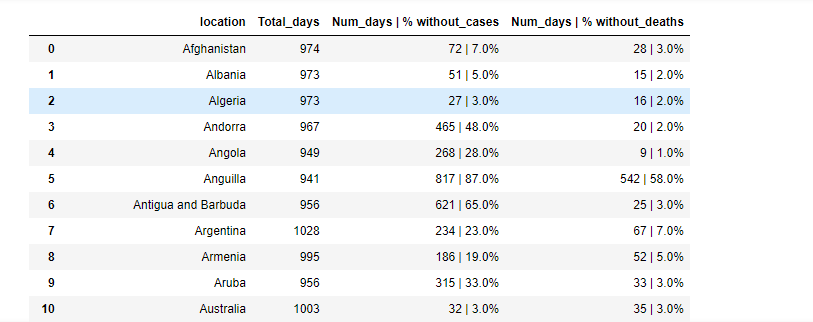 location Total_days Num_days | % without_cases Num_days | % without_deaths
0 Afghanistan 974 72 | 7.0% 28 | 3.0%
1 Albania 973 51 | 5.0% 15 | 2.0%
2 Algeria 973 27 | 3.0% 16 | 2.0%
3 Andorra 967 465 | 48.0% 20 | 2.0%
4 Angola 949 268 | 28.0% 9 | 1.0%
5 Anguilla 941 817 | 87.0% 542 | 58.0%
6 Antigua and Barbuda 956 621 | 65.0% 25 | 3.0%
7 Argentina 1028 234 | 23.0% 67 | 7.0%
8 Armenia 995 186 | 19.0% 52 | 5.0%
9 Aruba 956 315 | 33.0% 33 | 3.0%
10 Australia 1003 32 | 3.0% 35 | 3.0%